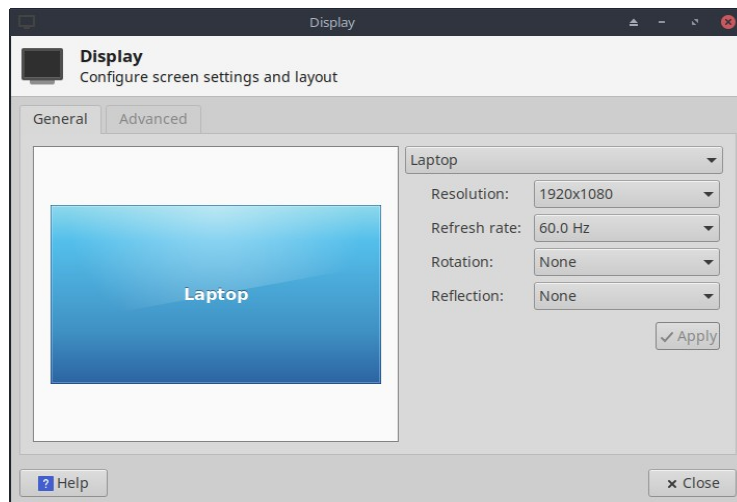 Display
Display
Configure screen settings and layout
General Advanced
Laptop
Resolution: 1920x1080
Refresh rate: 60.0 Hz
Rotation: None
Reflection: None
Laptop
Apply
? Help
Close